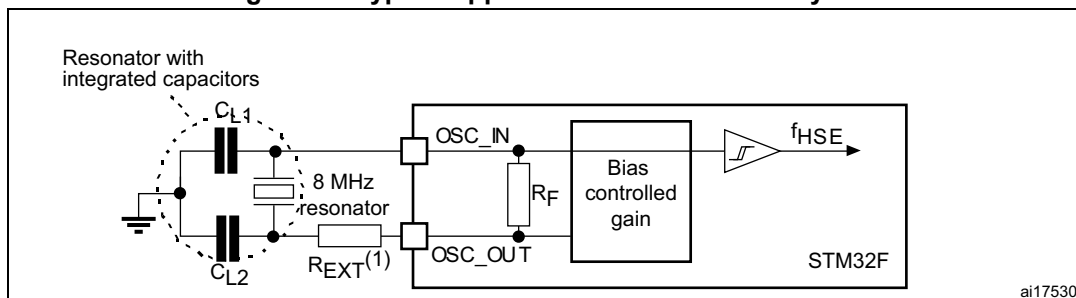 Resonator with
integrated capacitors
CL1
OSC_IN
fHSE
8 MHz
resonator
RF
Bias
controlled
gain
REXT(1)
OSC_OUT
CL2
STM32F
ai17530